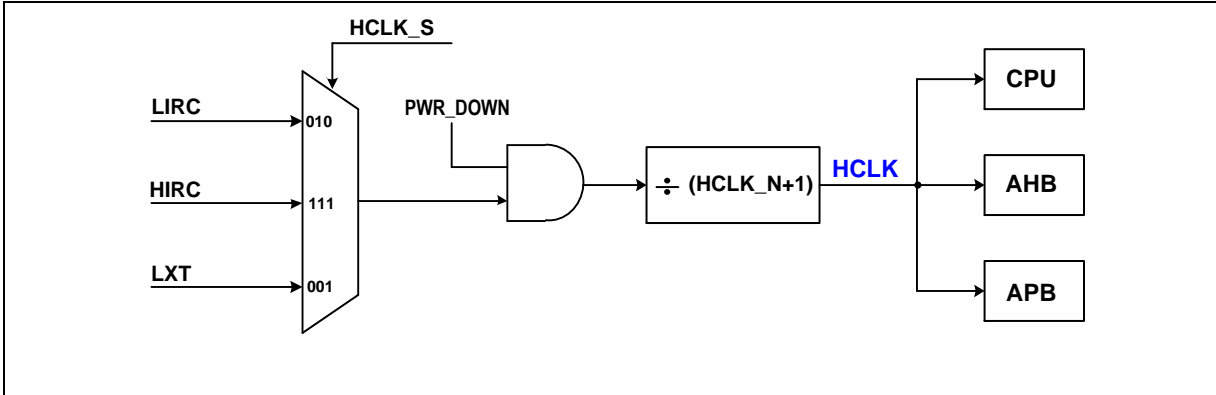 HCLK_S
LIRC
010
PWR_DOWN
HIRC
111
LXT
001
÷ (HCLK_N+1)
HCLK
CPU
AHB
APB